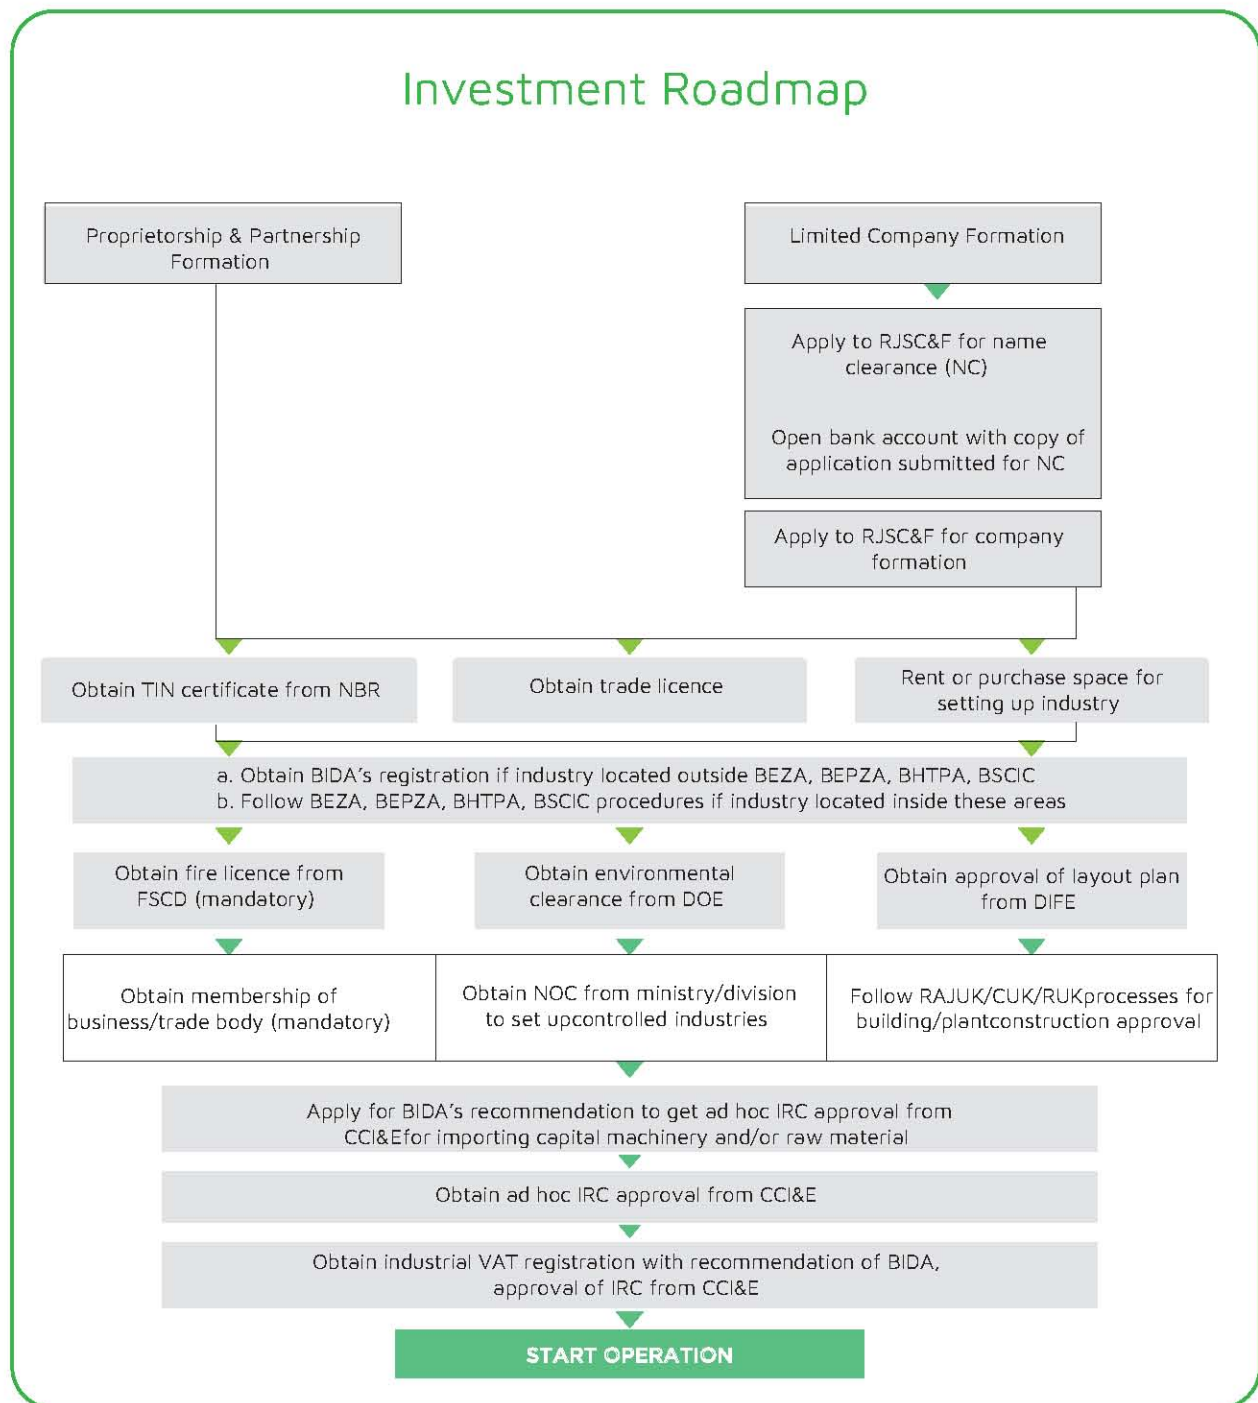 Investment Roadmap
Proprietorship & Partnership
Formation
Limited Company Formation
Apply to RJSC&F for name
clearance (NC)
Open bank account with copy of
application submitted for NC
Apply to RJSC&F for company
formation
Obtain TIN certificate from NBR
Obtain trade licence
Rent or purchase space for
setting up industry
a. Obtain BIDA's registration if industry located outside BEZA, BEPZA, BHTPA, BSCIC
b. Follow BEZA, BEPZA, BHTPA, BSCIC procedures if industry located inside these areas
Obtain fire licence from
FSCD (mandatory)
Obtain environmental
clearance from DOE
Obtain approval of layout plan
from DIFE
Obtain membership of
business/trade body (mandatory)
Obtain NOC from ministry/division
to set upcontrolled industries
Follow RAJUK/CUK/RUKprocesses for
building/plantconstruction approval
Apply for BIDA's recommendation to get ad hoc IRC approval from
CCI&Efor importing capital machinery and/or raw material
Obtain ad hoc IRC approval from CCI&E
Obtain industrial VAT registration with recommendation of BIDA,
approval of IRC from CCI&E
START OPERATION